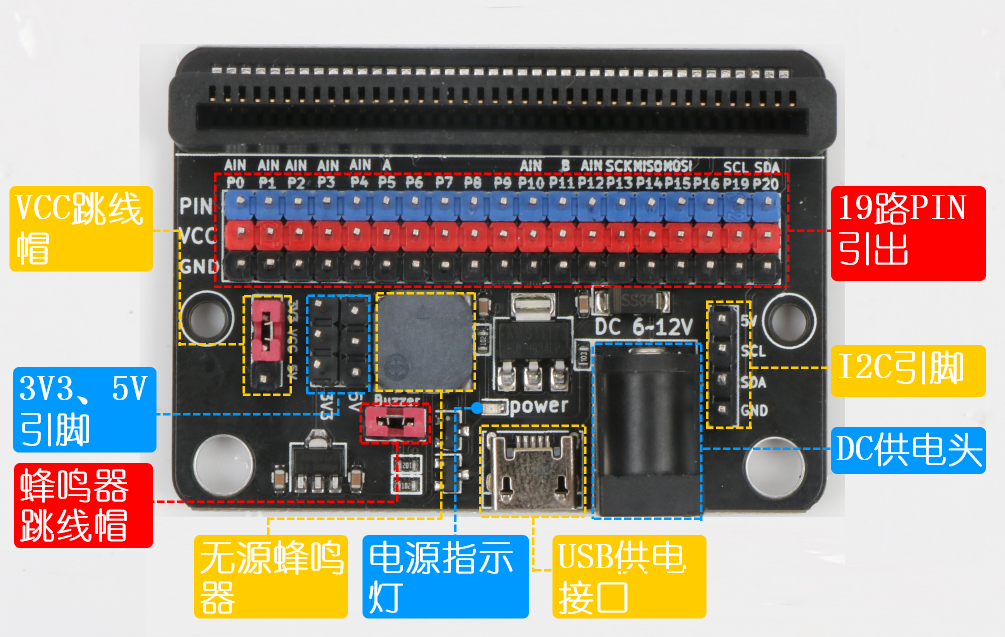 AIN AIN AIN AIN AIN A AIN B AIN SCK MISO MOSI SCL SDA
P0 P1 P2 P3 P4 P5 P6 P7 P8 P9 P10 P11 P12 P13 P14 P15 P16 P19 P20
PIN
VCC
GND
VCC跳线
帽
19路PIN
引出
3V3 VCC 5V
DC 6~12V
SS34
5V
SCL
SDA
GND
I2C引脚
3V3、5V
引脚
3V3
5V
Buzzer
power
DC供电头
蜂鸣器
跳线帽
无源蜂鸣
器
电源指示
灯
USB供电
接口